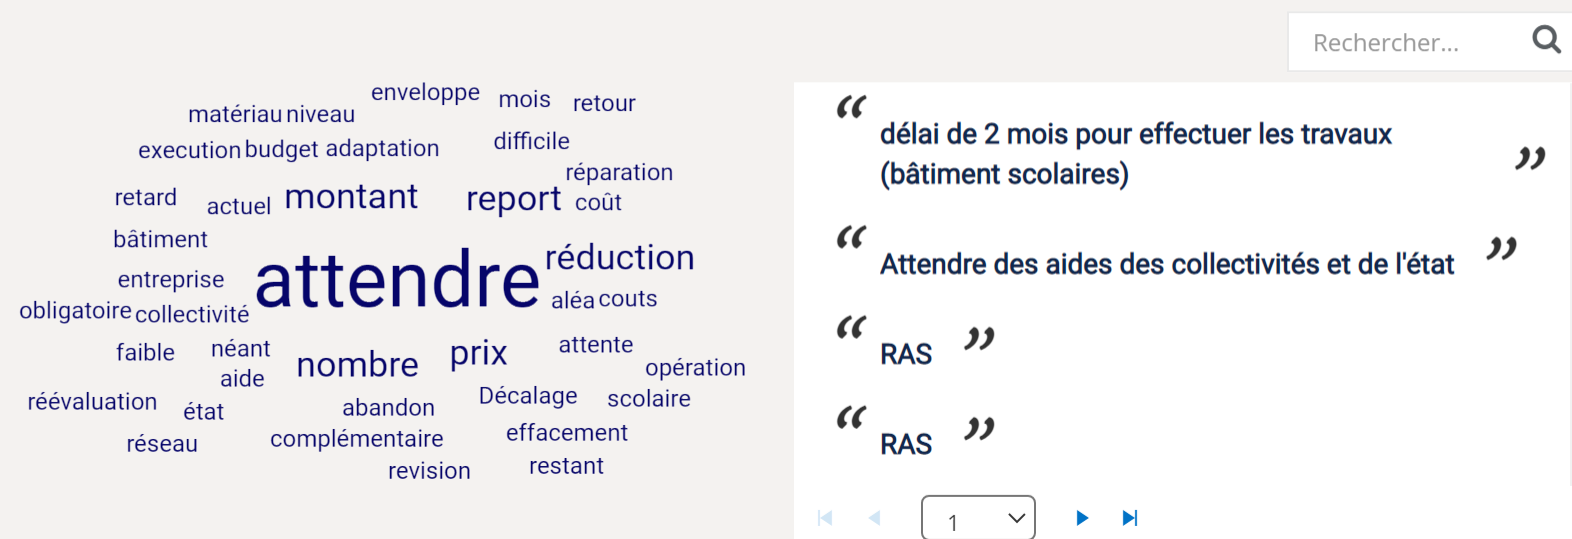 Rechercher...
enveloppe mois retour
matériau niveau
difficile
execution budget adaptation
réparation
retard actuel montant report coût
bâtiment
réduction
entreprise attendre
aléa couts
obligatoire collectivité
faible néant nombre prix attente
aide opération
réévaluation état abandon Décalage scolaire
réseau complémentaire effacement
revision restant
“ délai de 2 mois pour effectuer les travaux
(bâtiment scolaires) ”
“ Attendre des aides des collectivités et de l'état ”
“ RAS ”
“ RAS ”
1